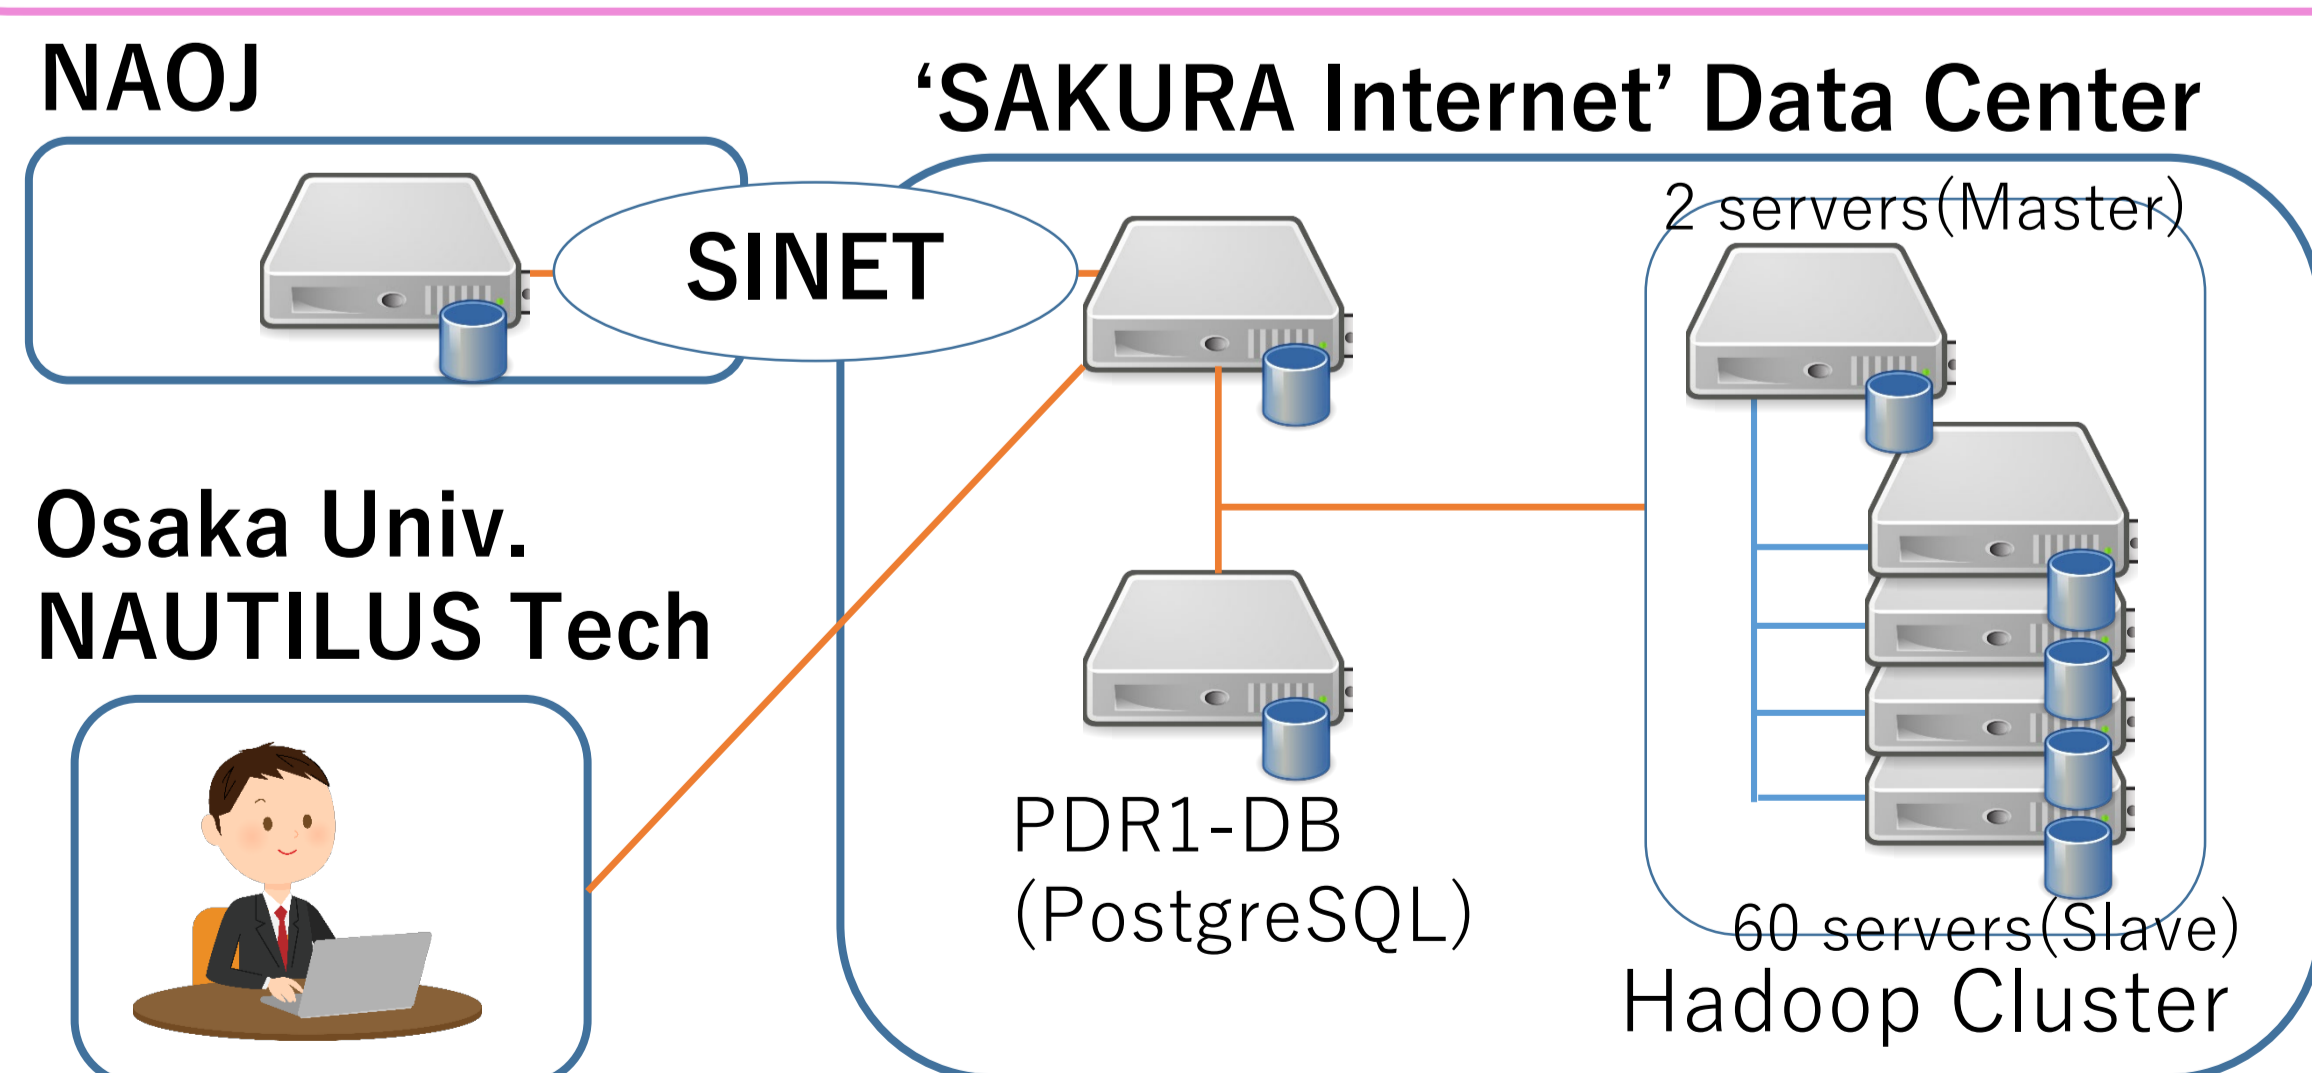 NAOJ
‘SAKURA Internet’ Data Center
2 servers(Master)
SINET
Osaka Univ.
NAUTILUS Tech
PDR1-DB
(PostgreSQL)
60 servers(Slave)
Hadoop Cluster